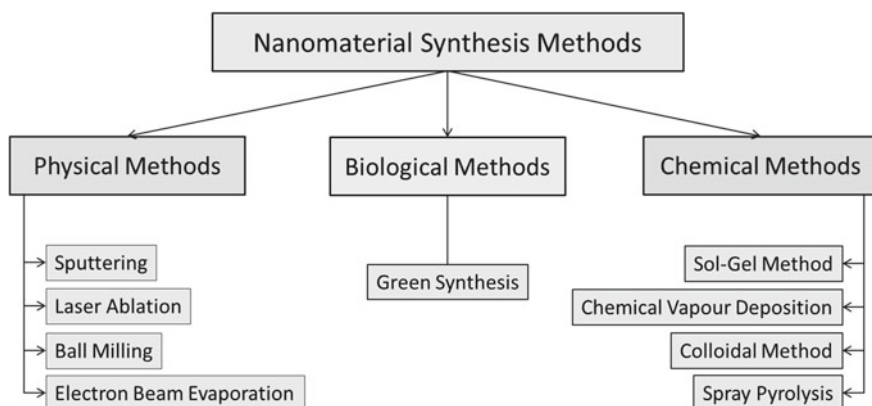 Nanomaterial Synthesis Methods
Physical Methods
Biological Methods
Chemical Methods
Sputtering
Laser Ablation
Ball Milling
Electron Beam Evaporation
Green Synthesis
Sol-Gel Method
Chemical Vapour Deposition
Colloidal Method
Spray Pyrolysis